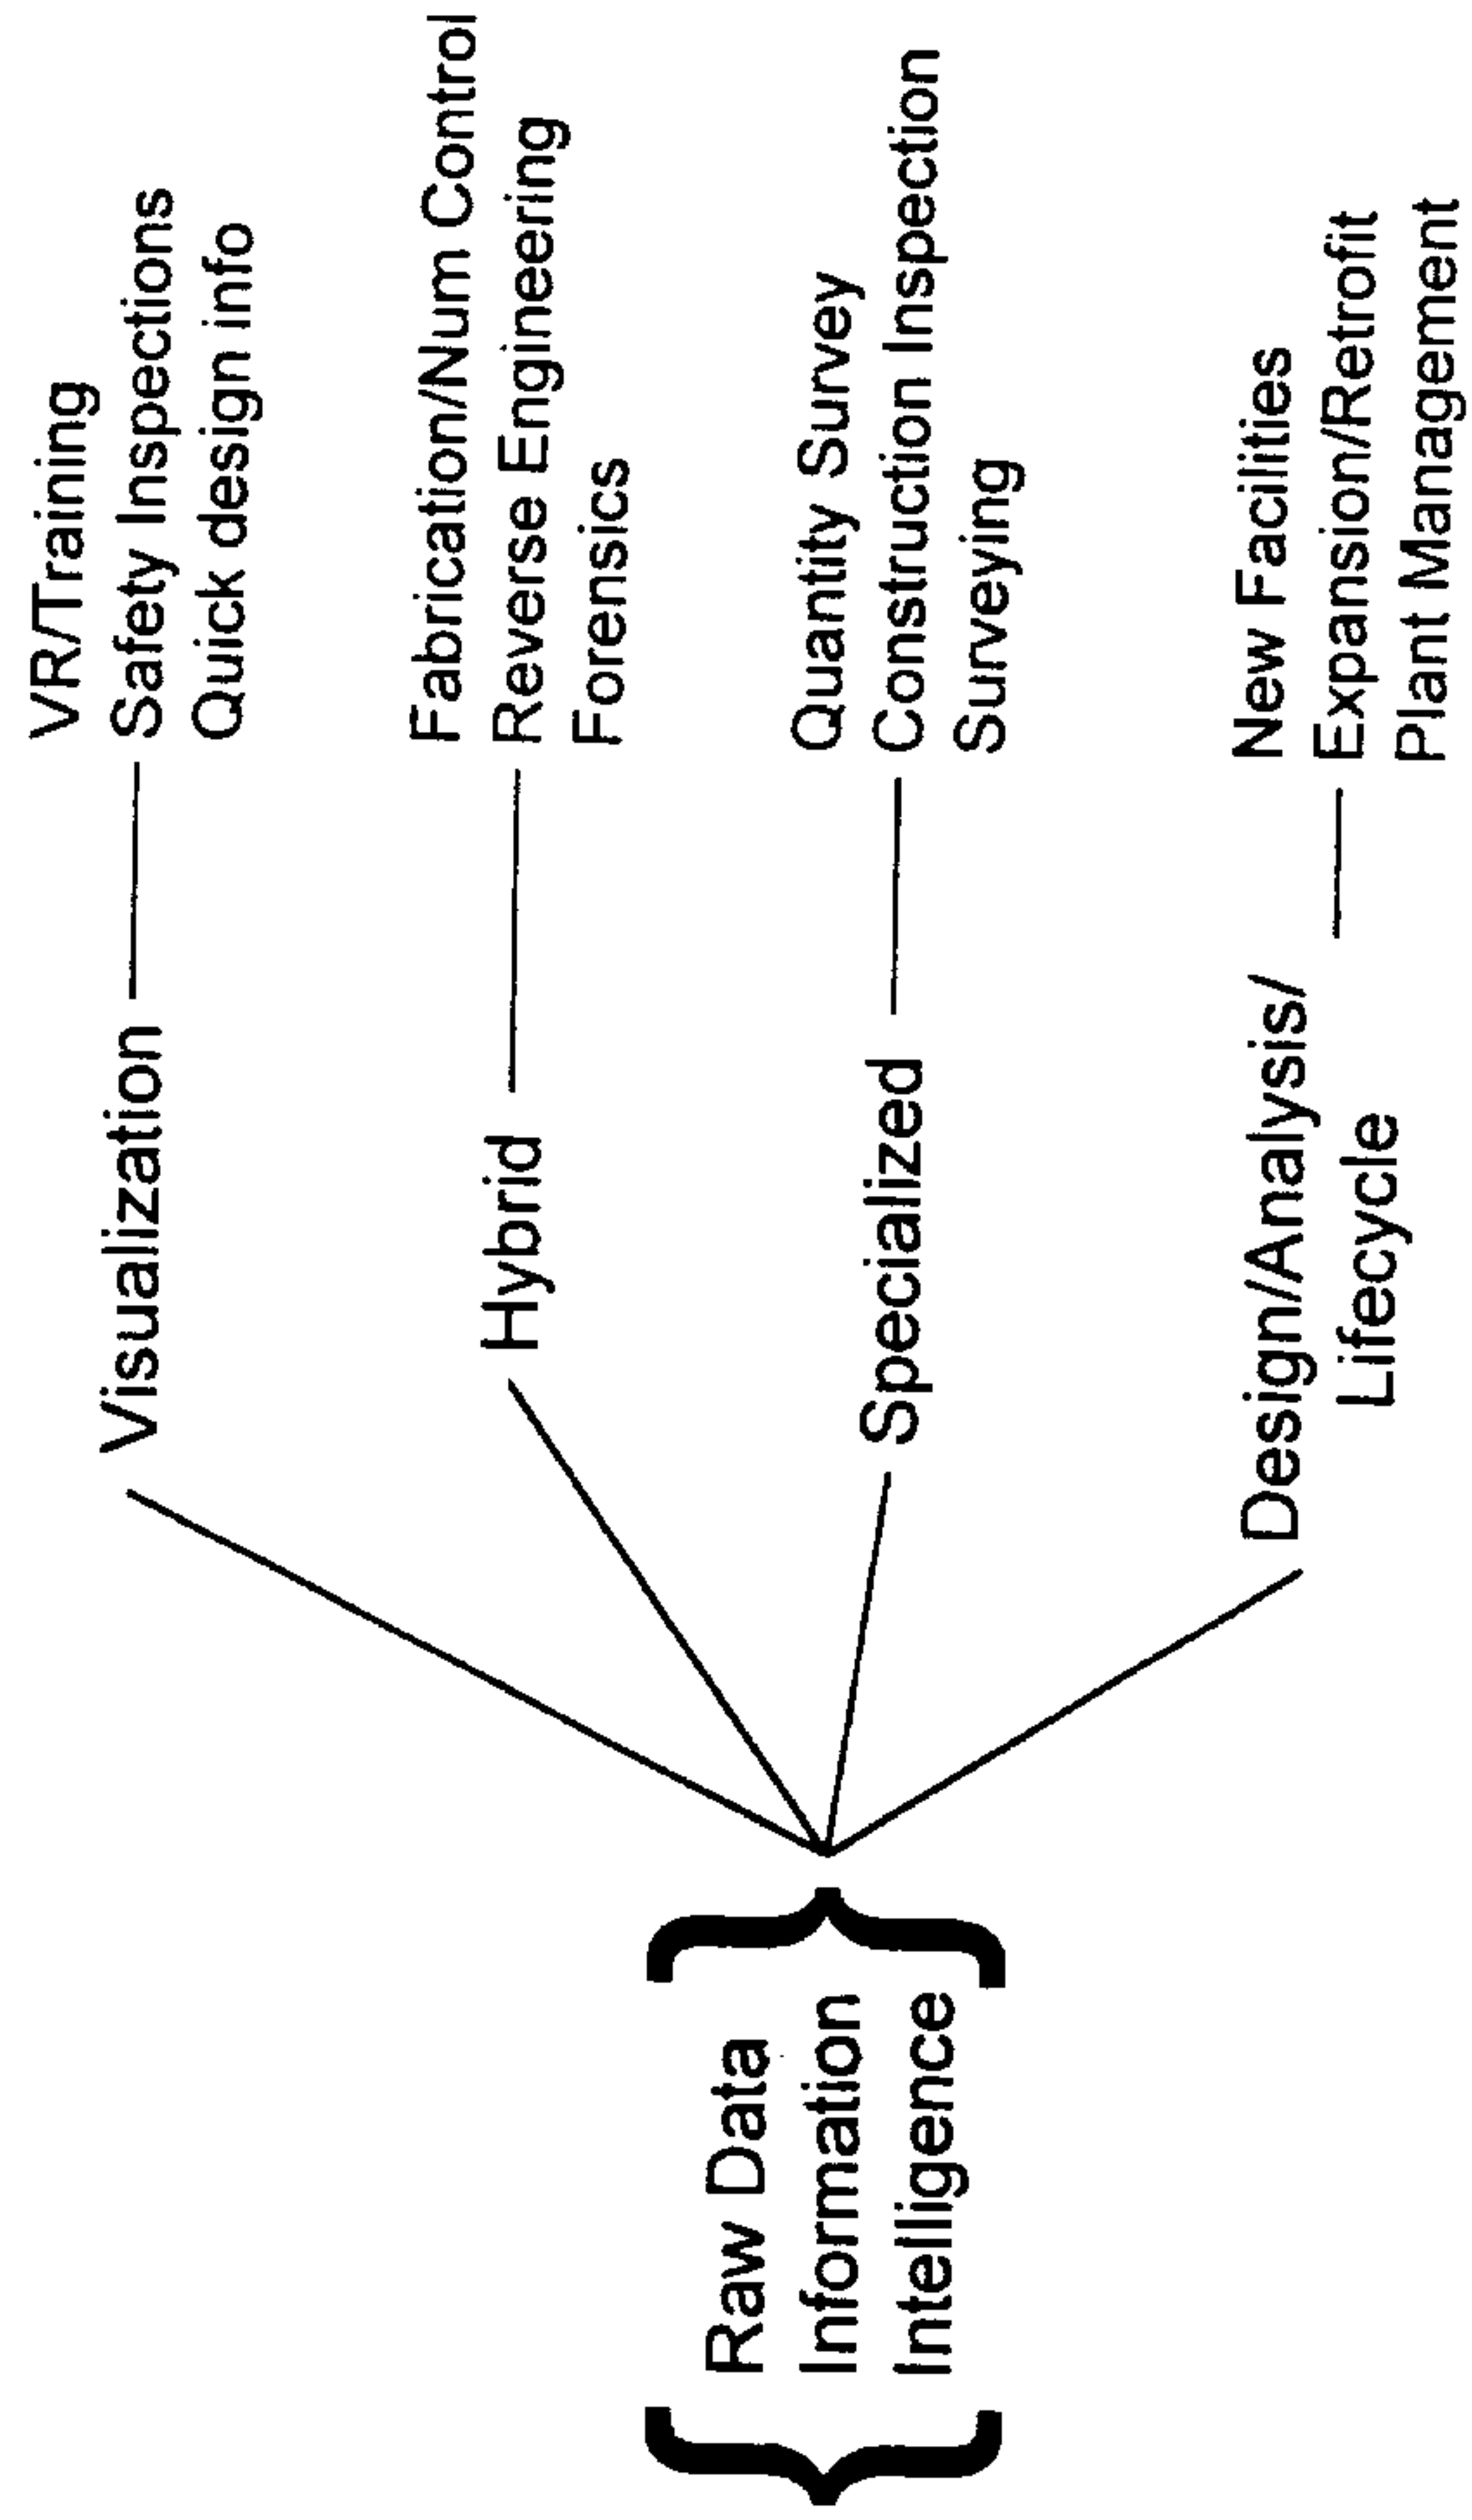 Raw Data
Information
Intelligence
Visualization
VR/Training
Safety Inspections
Quick design info
Hybrid
Fabrication/Num Control
Reverse Engineering
Forensics
Specialized
Quantity Survey
Construction Inspection
Surveying
Design/Analysis/
Lifecycle
New Facilities
Expansion/Retrofit
Plant Management